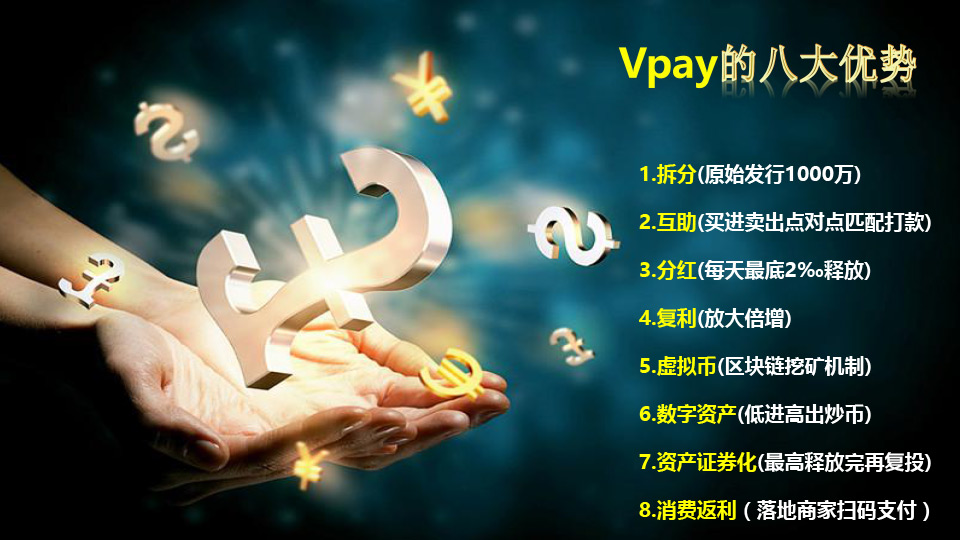 Vpay的八大优势
1.拆分(原始发行1000万)
2.互助(买进卖出点对点匹配打款)
3.分红(每天最底2‰释放)
4.复利(放大倍增)
5.虚拟币(区块链挖矿机制)
6.数字资产(低进高出炒币)
7.资产证券化(最高释放完再复投)
8.消费返利（落地商家扫码支付）